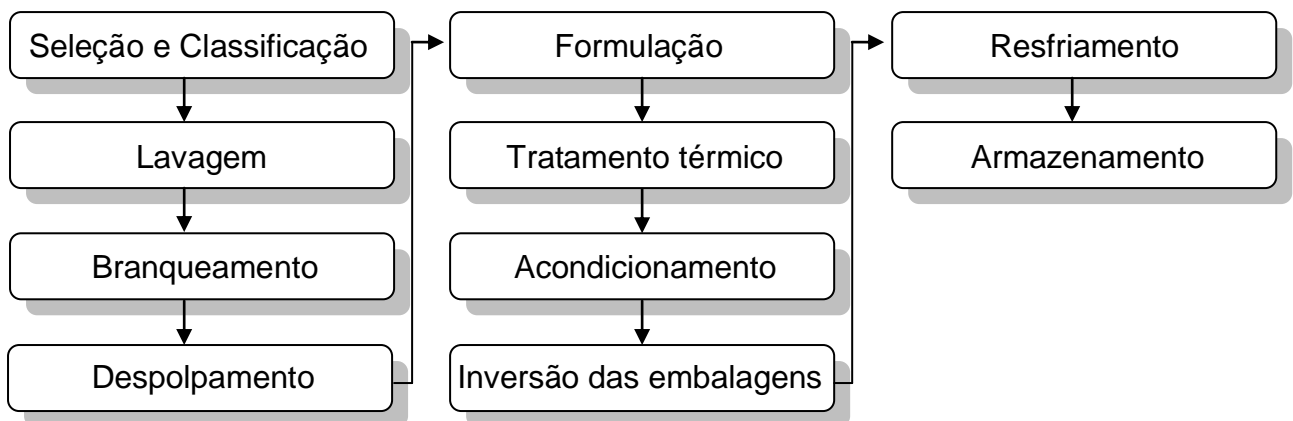 Seleção e Classificação
Lavagem
Branqueamento
Despolpamento
Formulação
Tratamento térmico
Acondicionamento
Inversão das embalagens
Resfriamento
Armazenamento